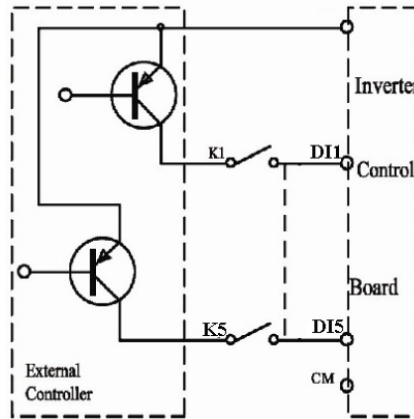 Inverter
K1 DI1
Control
Board
K5 DI5
External
Controller
CM